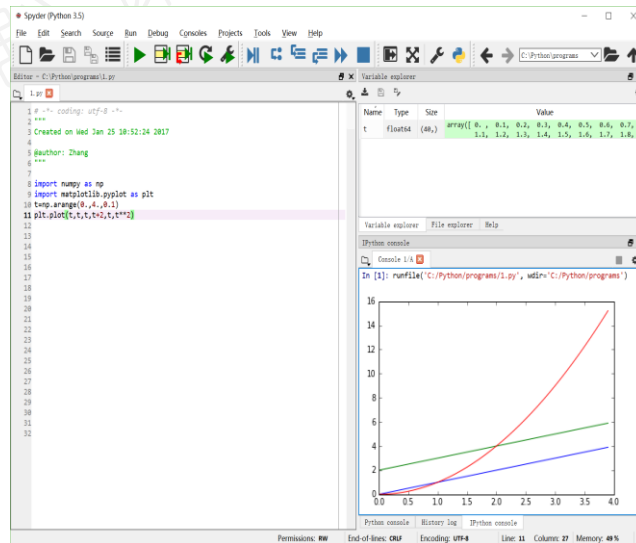 Spyder (Python 3.5)
File Edit Search Source Run Debug Consoles Projects Tools View Help
C:\Python\programs
Editor - C:\Python\programs\1.py
1.py
1 # -*- coding: utf-8 -*-
2 """
3 Created on Wed Jan 25 10:52:24 2017
4
5 @author: Zhang
6 """
7
8 import numpy as np
9 import matplotlib.pyplot as plt
10 t=np.arange(0.,4.,0.1)
11 plt.plot(t,t,t,t+2,t,t**2)
12
13
14
15
16
17
18
19
20
21
22
23
24
25
26
27
28
29
30
31
32
Variable explorer
Name Type Size Value
t float64 (40,) array([ 0. , 0.1, 0.2, 0.3, 0.4, 0.5, 0.6, 0.7,
1.1, 1.2, 1.3, 1.4, 1.5, 1.6, 1.7, 1.8,
Variable explorer File explorer Help
IPython console
Console 1/A
In [1]: runfile('C:/Python/programs/1.py', wdir='C:/Python/programs')
16
14
12
10
8
6
4
2
0
0.0 0.5 1.0 1.5 2.0 2.5 3.0 3.5 4.0
Python console History log IPython console
Permissions: RW End-of-lines: CRLF Encoding: UTF-8 Line: 11 Column: 27 Memory: 49 %